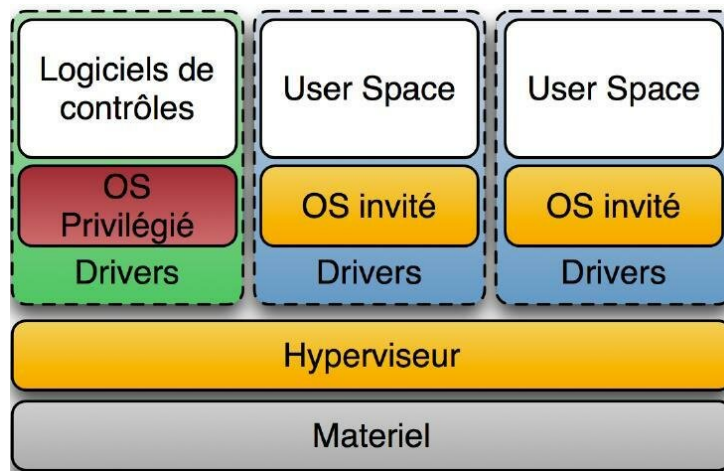 Logiciels de
contrôles
OS
Privilégié
Drivers
User Space
OS invité
Drivers
User Space
OS invité
Drivers
Hyperviseur
Materiel